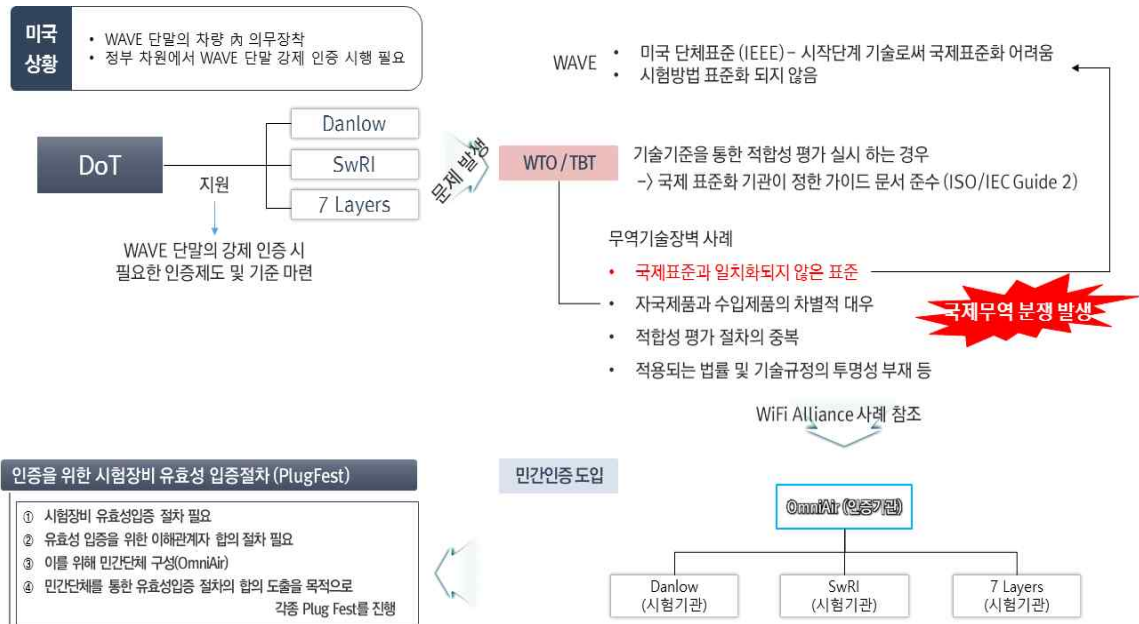 미국
상황
• WAVE 단말의 차량 內 의무장착
• 정부 차원에서 WAVE 단말 강제 인증 시행 필요
WAVE
• 미국 단체표준 (IEEE) – 시작단계 기술로써 국제표준화 어려움
• 시험방법 표준화 되지 않음
DoT
지원
Danlow
SwRI
7 Layers
WAVE 단말의 강제 인증 시
필요한 인증제도 및 기준 마련
문제 발생
WTO / TBT
기술기준을 통한 적합성 평가 실시 하는 경우
-> 국제 표준화 기관이 정한 가이드 문서 준수 (ISO/IEC Guide 2)
무역기술장벽 사례
• 국제표준과 일치화되지 않은 표준
• 자국제품과 수입제품의 차별적 대우
• 적합성 평가 절차의 중복
• 적용되는 법률 및 기술규정의 투명성 부재 등
국제무역 분쟁 발생
WiFi Alliance 사례 참조
인증을 위한 시험장비 유효성 입증절차 (PlugFest)
① 시험장비 유효성입증 절차 필요
② 유효성 입증을 위한 이해관계자 합의 절차 필요
③ 이를 위해 민간단체 구성(OmniAir)
④ 민간단체를 통한 유효성입증 절차의 합의 도출을 목적으로
각종 Plug Fest를 진행
민간인증 도입
OmniAir (인증기관)
Danlow
(시험기관)
SwRI
(시험기관)
7 Layers
(시험기관)